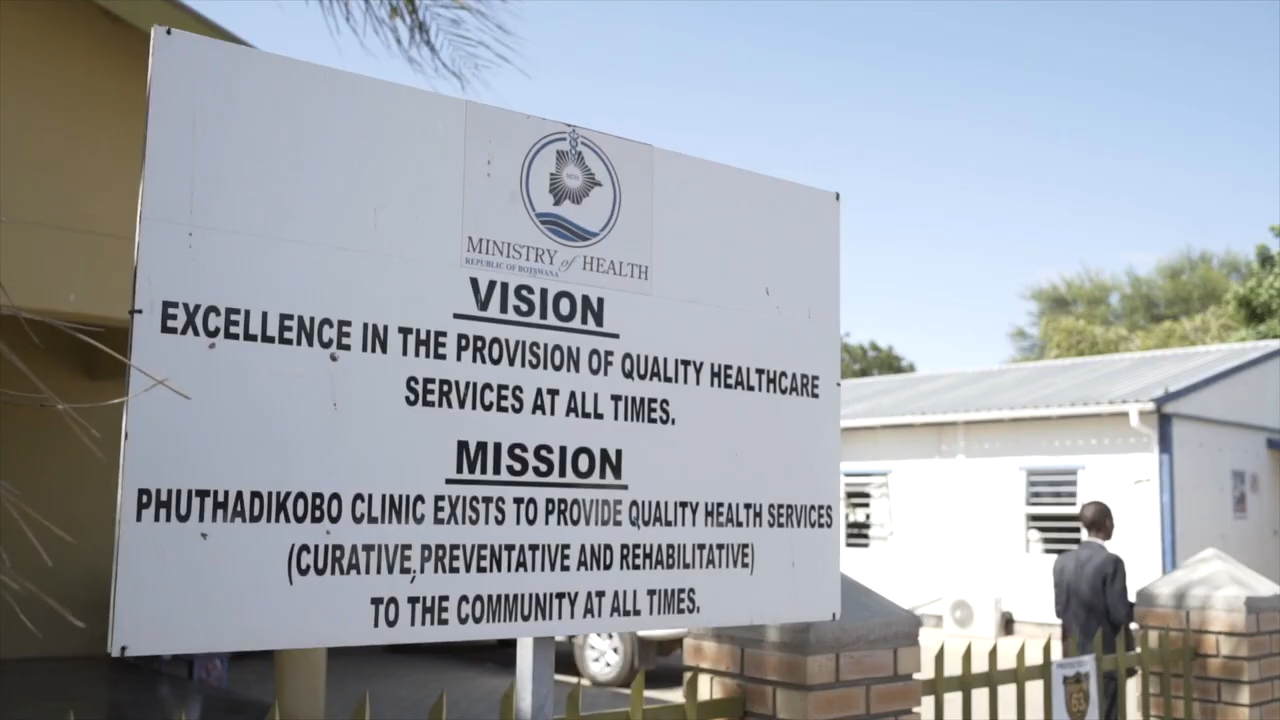 MINISTRY of HEALTH
REPUBLIC OF BOTSWANA
VISION
EXCELLENCE IN THE PROVISION OF QUALITY HEALTHCARE
SERVICES AT ALL TIMES.
MISSION
PHUTHADIKOBO CLINIC EXISTS TO PROVIDE QUALITY HEALTH SERVICES
(CURATIVE,PREVENTATIVE AND REHABILITATIVE)
TO THE COMMUNITY AT ALL TIMES.